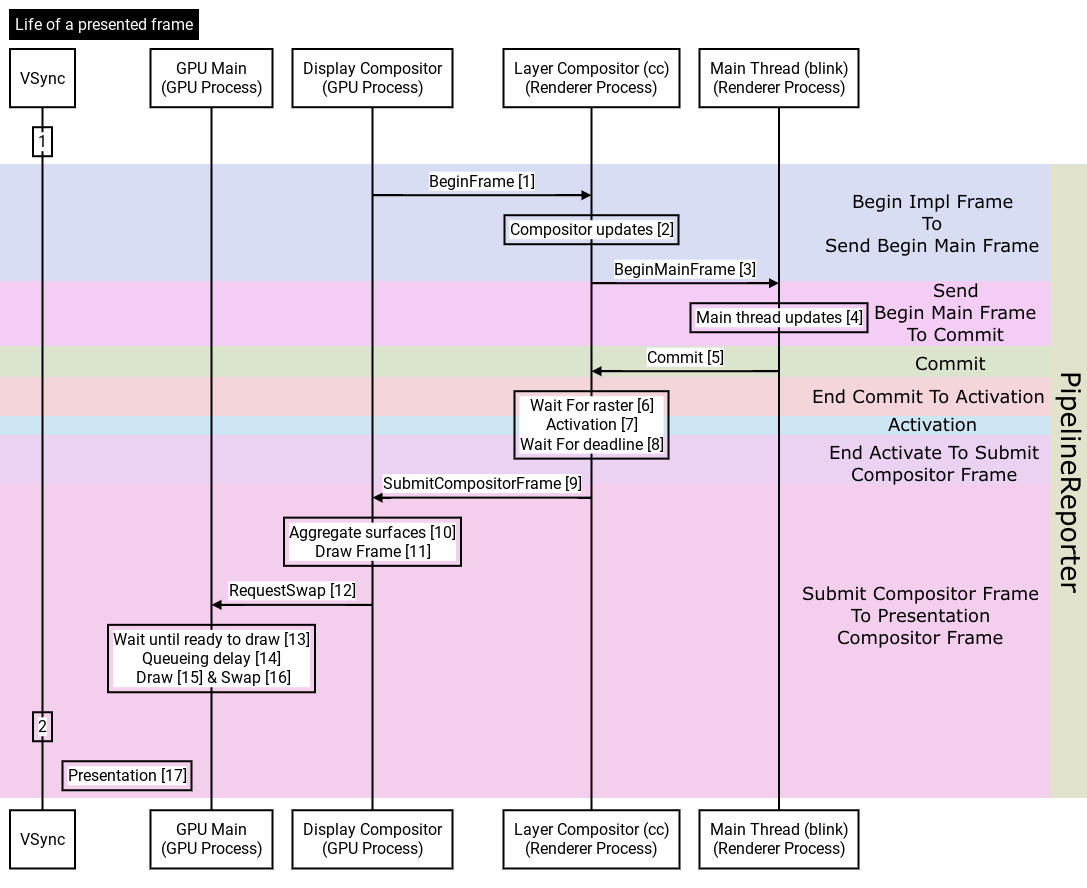 Life of a presented frame
VSync
GPU Main
(GPU Process)
Display Compositor
(GPU Process)
Layer Compositor (cc)
(Renderer Process)
Main Thread (blink)
(Renderer Process)
1
BeginFrame [1]
Compositor updates [2]
Begin Impl Frame
To
Send Begin Main Frame
BeginMainFrame [3]
Main thread updates [4]
Send
Begin Main Frame
To Commit
Commit [5]
Commit
Wait For raster [6]
Activation [7]
Wait For deadline [8]
End Commit To Activation
Activation
End Activate To Submit
Compositor Frame
SubmitCompositorFrame [9]
Aggregate surfaces [10]
Draw Frame [11]
RequestSwap [12]
Wait until ready to draw [13]
Queueing delay [14]
Draw [15] & Swap [16]
Submit Compositor Frame
To Presentation
Compositor Frame
PipelineReporter
2
Presentation [17]
VSync
GPU Main
(GPU Process)
Display Compositor
(GPU Process)
Layer Compositor (cc)
(Renderer Process)
Main Thread (blink)
(Renderer Process)